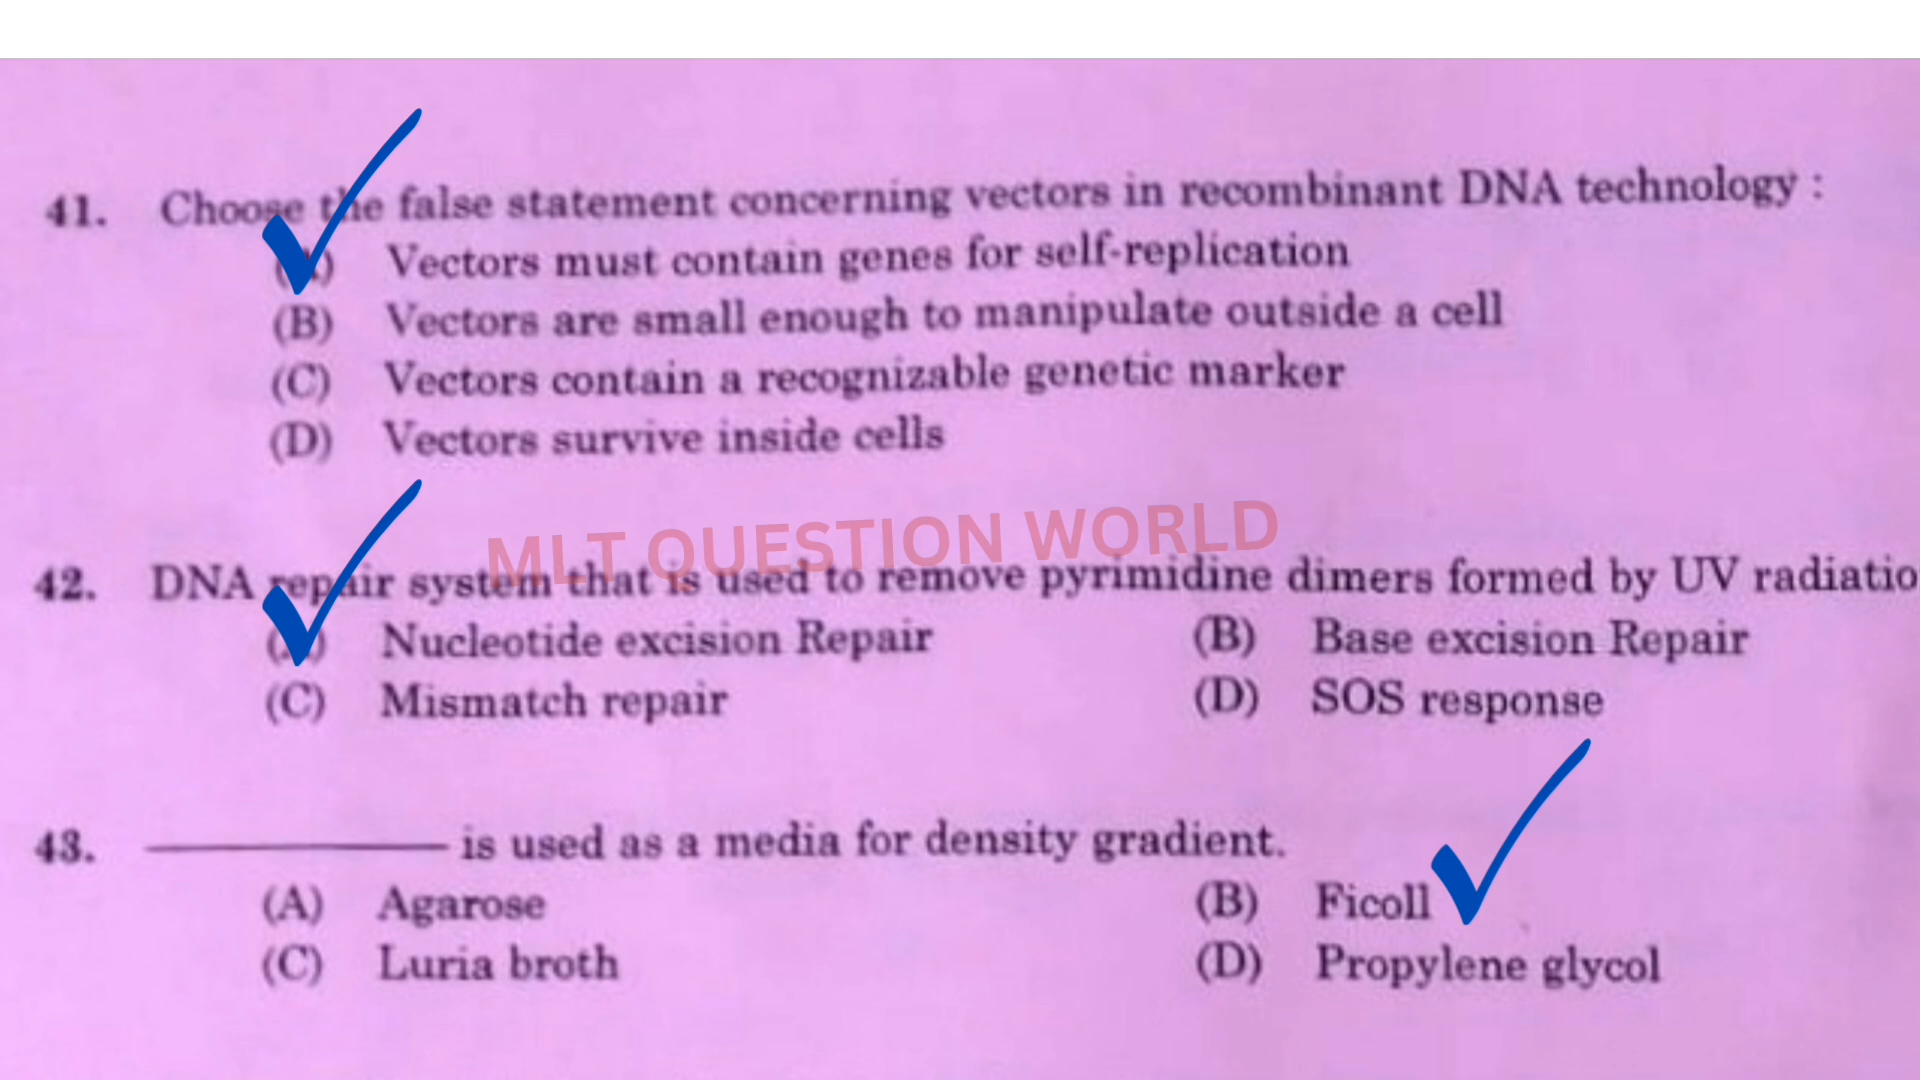 41. Choose the false statement concerning vectors in recombinant DNA technology :
Vectors must contain genes for self-replication
(B) Vectors are small enough to manipulate outside a cell
(C) Vectors contain a recognizable genetic marker
(D) Vectors survive inside cells
MLT QUESTION WORLD
42. DNA repair system that is used to remove pyrimidine dimers formed by UV radiatio
Nucleotide excision Repair (B) Base excision Repair
(C) Mismatch repair (D) SOS response
43. is used as a media for density gradient.
(A) Agarose (B) Ficoll
(C) Luria broth (D) Propylene glycol